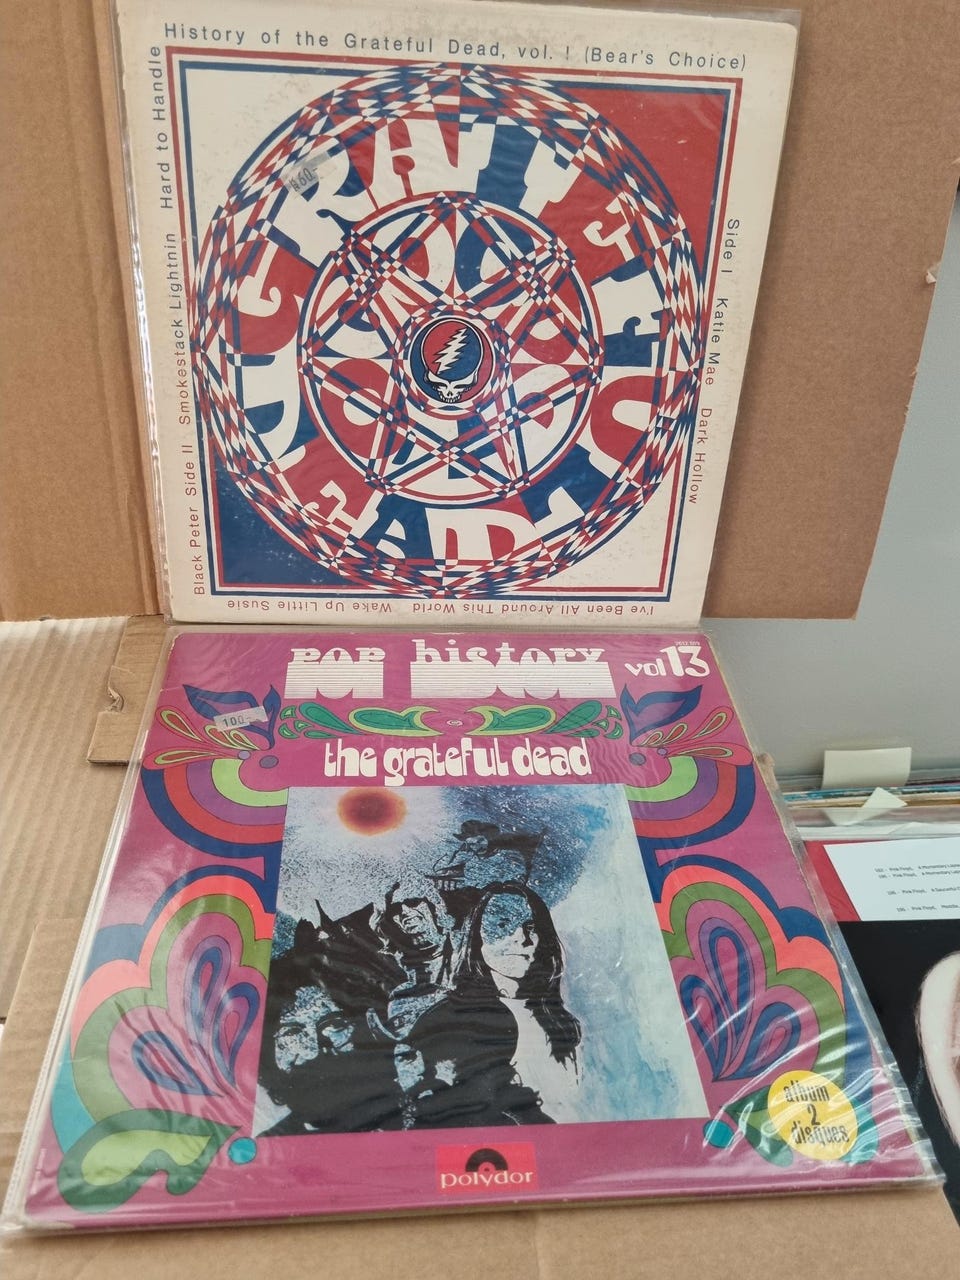 History of the Grateful Dead, vol. I (Bear's Choice)
Side I Katie Mae Dark Hollow
I've Been All Around This World Wake Up Little Susie
Black Peter Side II Smokestack Lightnin Hard to Handle
GRATEFUL DEAD
60-
pop history vol 13
100-
the grateful dead
album
2
disques
polydor